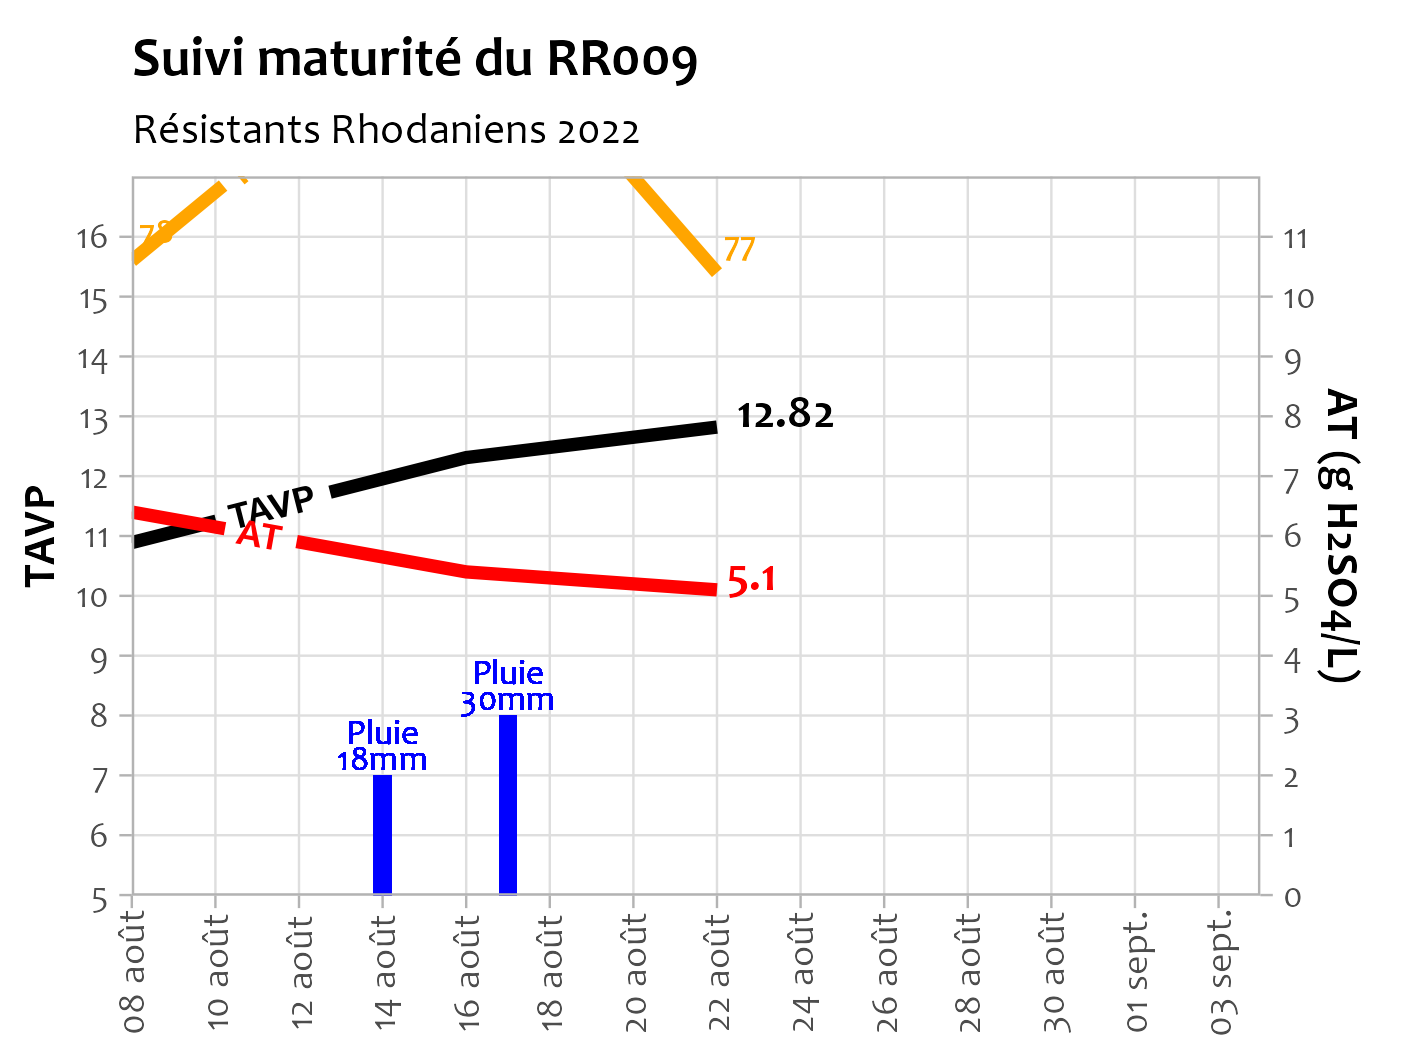 Suivi maturité du RR009
Résistants Rhodaniens 2022
78
77
16
15
14
13
12
11
10
9
8
7
6
5
TAVP
11
10
9
8
7
6
5
4
3
2
1
0
AT (g H2SO4/L)
12.82
TAVP
AT
5.1
Pluie
30mm
Pluie
18mm
08 août
10 août
12 août
14 août
16 août
18 août
20 août
22 août
24 août
26 août
28 août
30 août
01 sept.
03 sept.